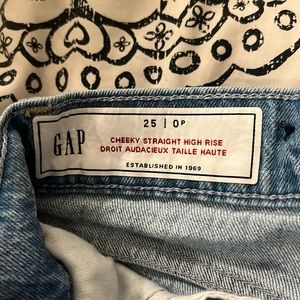 25 | 0P
GAP
CHEEKY STRAIGHT HIGH RISE
DROIT AUDACIEUX TAILLE HAUTE
ESTABLISHED IN 1969